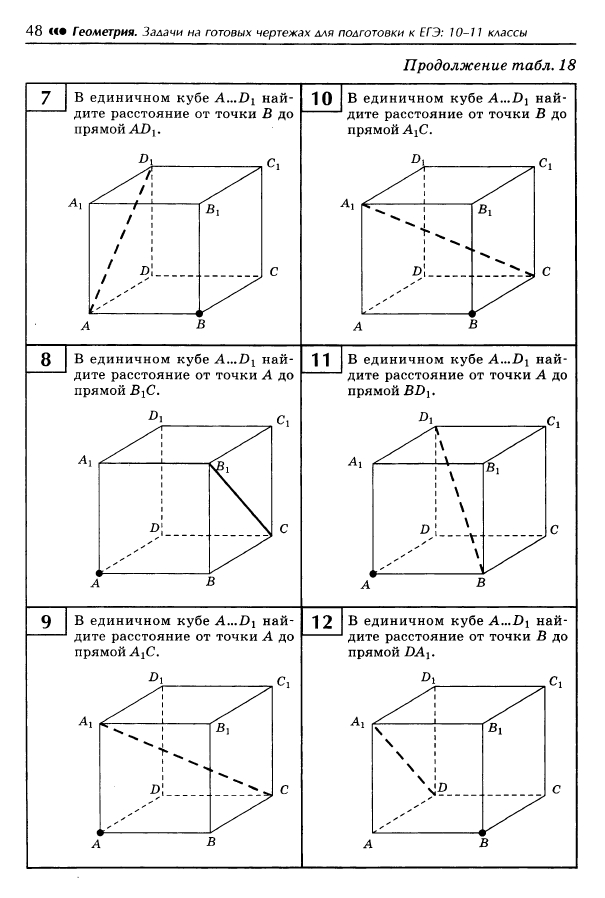 48 ««• Геометрия. Задачи на готовых чертежах для подготовки к ЕГЭ: 10–11 классы
Продолжение табл. 18
7
В единичном кубе A...D₁ най-
дите расстояние от точки B до
прямой AD₁.
D₁
C₁
A₁
B₁
D
C
A
B
10
В единичном кубе A...D₁ най-
дите расстояние от точки B до
прямой A₁C.
D₁
C₁
A₁
B₁
D
C
A
B
8
В единичном кубе A...D₁ най-
дите расстояние от точки A до
прямой B₁C.
D₁
C₁
A₁
B₁
D
C
A
B
11
В единичном кубе A...D₁ най-
дите расстояние от точки A до
прямой BD₁.
D₁
C₁
A₁
B₁
D
C
A
B
9
В единичном кубе A...D₁ най-
дите расстояние от точки A до
прямой A₁C.
D₁
C₁
A₁
B₁
D
C
A
B
12
В единичном кубе A...D₁ най-
дите расстояние от точки B до
прямой DA₁.
D₁
C₁
A₁
B₁
D
C
A
B